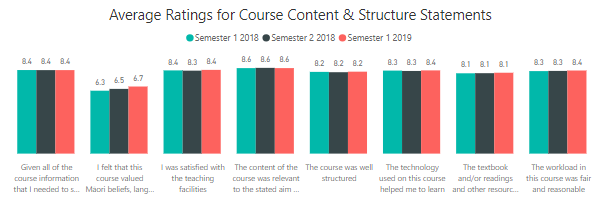 Average Ratings for Course Content & Structure Statements
Semester 1 2018 Semester 2 2018 Semester 1 2019
8.4 8.4 8.4
6.3 6.5 6.7
8.4 8.3 8.4
8.6 8.6 8.6
8.2 8.2 8.2
8.3 8.3 8.4
8.1 8.1 8.1
8.3 8.3 8.4
Given all of the
course information
that I needed to s...
I felt that this
course valued
Maori beliefs, lang...
I was satisfied with
the teaching
facilities
The content of the
course was relevant
to the stated aim ...
The course was well
structured
The technology
used on this course
helped me to learn
The textbook
and/or readings
and other resourc...
The workload in
this course was fair
and reasonable